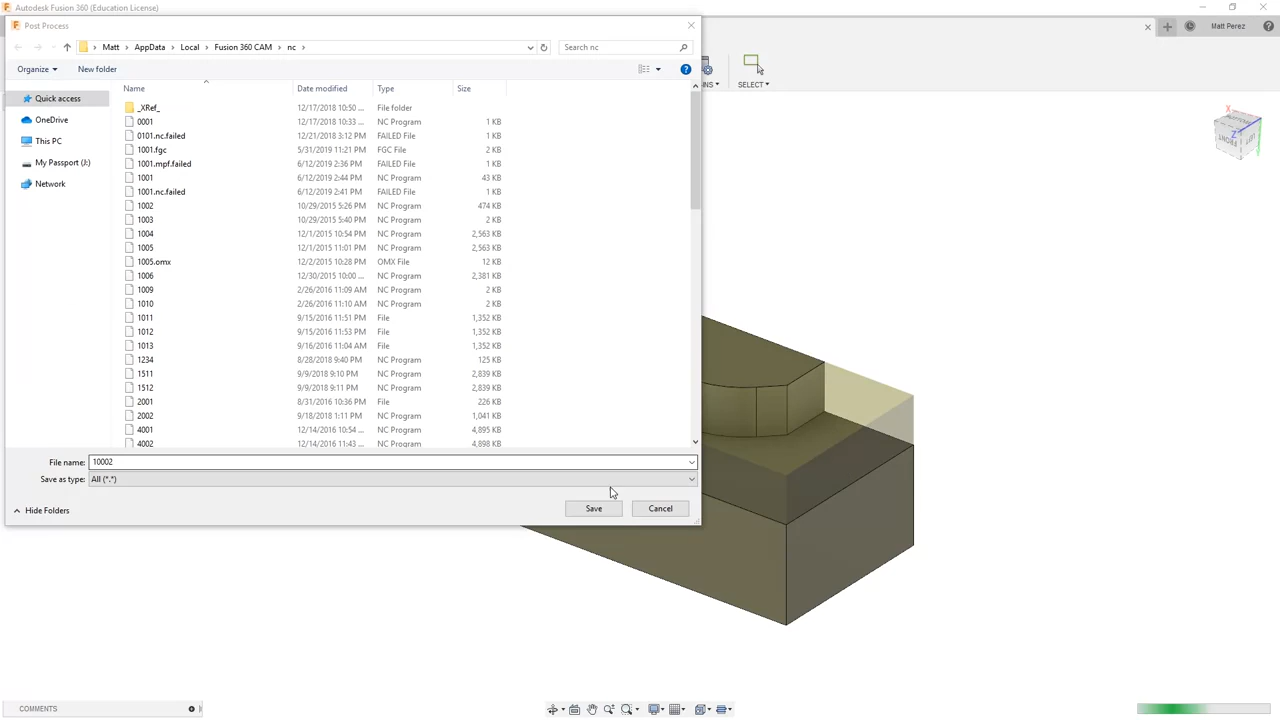 Autodesk Fusion 360 (Education License)
Post Process
Matt > AppData > Local > Fusion 360 CAM > nc >
Search nc
Matt Perez
Organize
New folder
SELECT
Name Date modified Type Size
Quick access
OneDrive
This PC
My Passport (J:)
Network
_XRef_ 12/17/2018 10:50 ... File folder
0001 12/17/2018 10:33 ... NC Program 1 KB
0101.nc.failed 12/21/2018 3:12 PM FAILED File 1 KB
1001.fgc 5/31/2019 11:21 PM FGC File 2 KB
1001.mpf.failed 6/12/2019 2:36 PM FAILED File 1 KB
1001 6/12/2019 2:44 PM NC Program 43 KB
1001.nc.failed 6/12/2019 2:41 PM FAILED File 1 KB
1002 10/29/2015 5:26 PM NC Program 474 KB
1003 10/29/2015 5:40 PM NC Program 2 KB
1004 12/1/2015 10:54 PM NC Program 2,563 KB
1005 12/1/2015 11:01 PM NC Program 2,563 KB
1005.omx 12/2/2015 10:28 PM OMX File 12 KB
1006 12/30/2015 10:00 ... NC Program 2,381 KB
1009 2/26/2016 11:09 AM NC Program 2 KB
1010 2/26/2016 11:10 AM NC Program 2 KB
1011 9/15/2016 11:51 PM File 1,352 KB
1012 9/15/2016 11:53 PM File 1,352 KB
1013 9/16/2016 11:04 AM File 1,352 KB
1234 8/28/2018 9:40 PM NC Program 125 KB
1511 9/9/2018 9:10 PM NC Program 2,839 KB
1512 9/9/2018 9:11 PM NC Program 2,839 KB
2001 8/31/2016 10:36 PM File 226 KB
2002 9/18/2018 1:11 PM NC Program 1,041 KB
4001 12/14/2016 11:43 ... NC Program 4,895 KB
4002 12/14/2016 11:43 ... NC Program 4,898 KB
File name: 10002
Save as type: All (*.*)
Hide Folders
Save
Cancel
COMMENTS